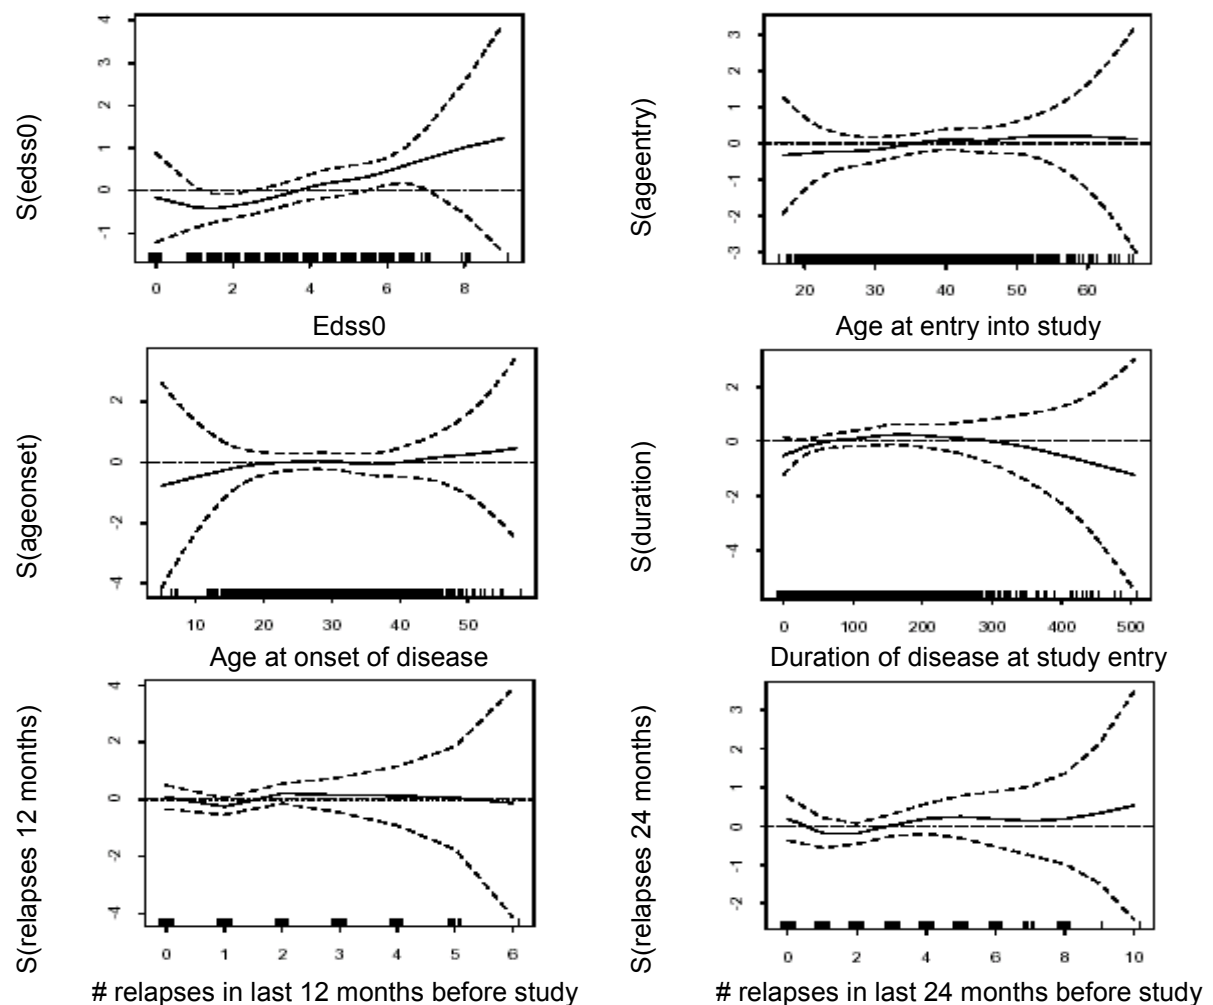 S(edss0)
4
3
2
1
0
-1
0 2 4 6 8
Edss0
S(ageentry)
3
2
1
0
-1
-2
-3
20 30 40 50 60
Age at entry into study
S(ageonset)
2
0
-2
-4
10 20 30 40 50
Age at onset of disease
S(duration)
2
0
-2
-4
0 100 200 300 400 500
Duration of disease at study entry
S(relapses 12 months)
4
2
0
-2
-4
0 1 2 3 4 5 6
# relapses in last 12 months before study
S(relapses 24 months)
3
2
1
0
-1
-2
0 2 4 6 8 10
# relapses in last 24 months before study